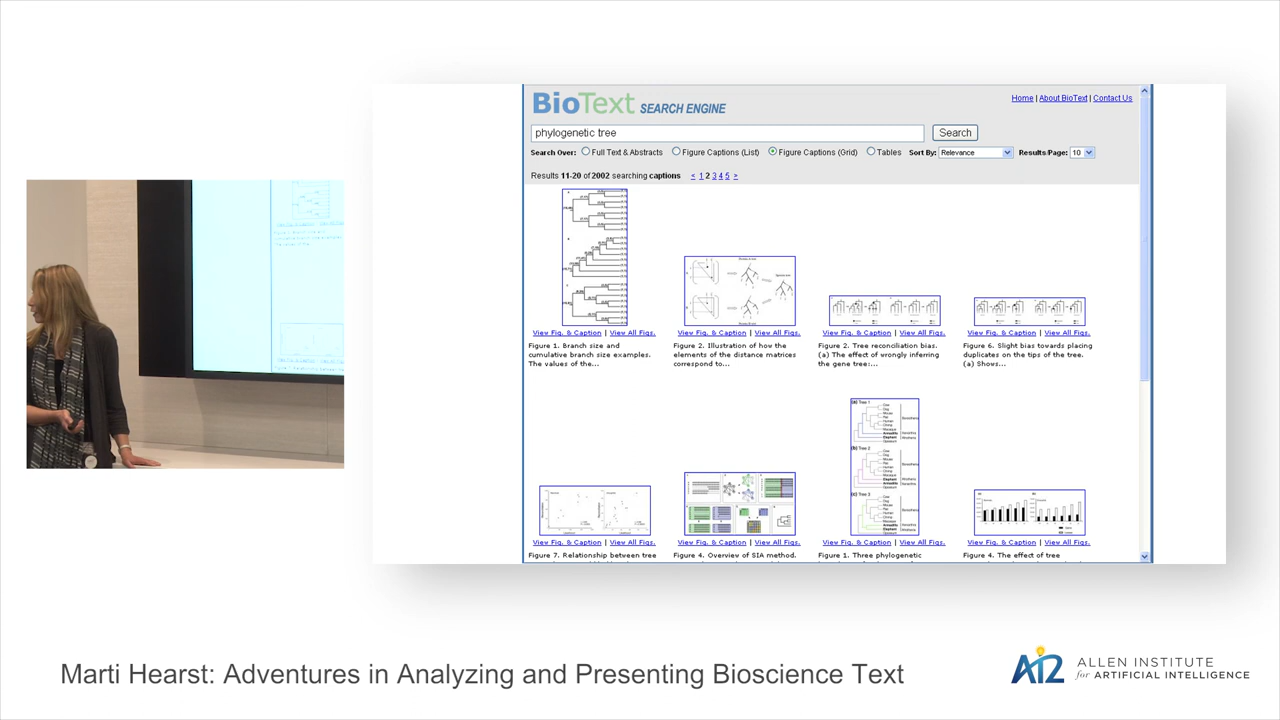 BioText SEARCH ENGINE
Home | About BioText | Contact Us
phylogenetic tree
Search
Search Over: Full Text & Abstracts Figure Captions (List) Figure Captions (Grid) Tables Sort By: Relevance Results/Page: 10
Results 11-20 of 2002 searching captions < 1 2 3 4 5 >
View Fig. & Caption | View All Figs.
Figure 1. Branch size and
cumulative branch size examples.
The values of the...
View Fig. & Caption | View All Figs.
Figure 2. Illustration of how the
elements of the distance matrices
correspond to...
View Fig. & Caption | View All Figs.
Figure 2. Tree reconciliation bias.
(a) The effect of wrongly inferring
the gene tree:...
View Fig. & Caption | View All Figs.
Figure 6. Slight bias towards placing
duplicates on the tips of the tree.
(a) Shows...
View Fig. & Caption | View All Figs.
Figure 7. Relationship between tree
View Fig. & Caption | View All Figs.
Figure 4. Overview of SIA method.
(a) Tree 1
(b) Tree 2
(c) Tree 3
View Fig. & Caption | View All Figs.
Figure 1. Three phylogenetic
View Fig. & Caption | View All Figs.
Figure 4. The effect of tree
Marti Hearst: Adventures in Analyzing and Presenting Bioscience Text
AI2
ALLEN INSTITUTE
for ARTIFICIAL INTELLIGENCE